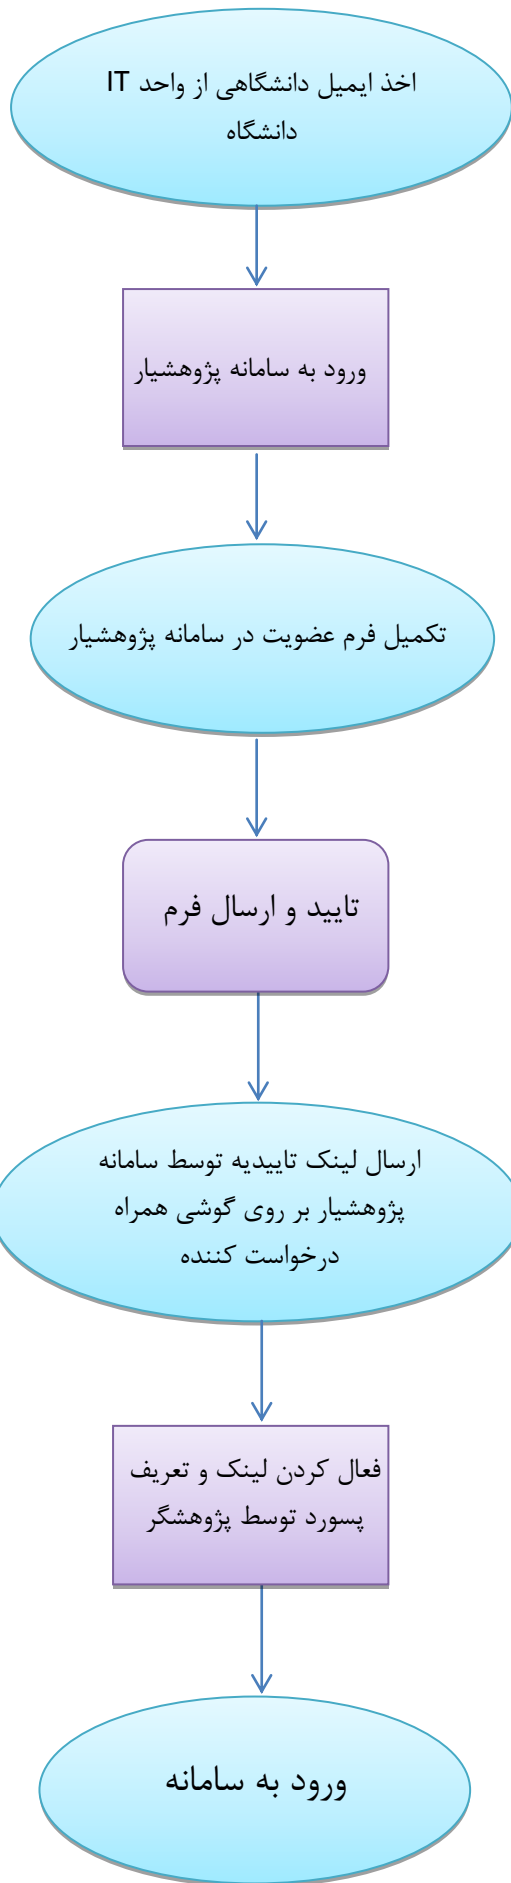 اخذ ایمیل دانشگاهی از واحد IT
دانشگاه
ورود به سامانه پژوهشیار
تکمیل فرم عضویت در سامانه پژوهشیار
تایید و ارسال فرم
ارسال لینک تاییدیه توسط سامانه
پژوهشیار بر روی گوشی همراه
درخواست کننده
فعال کردن لینک و تعریف
پسورد توسط پژوهشگر
ورود به سامانه